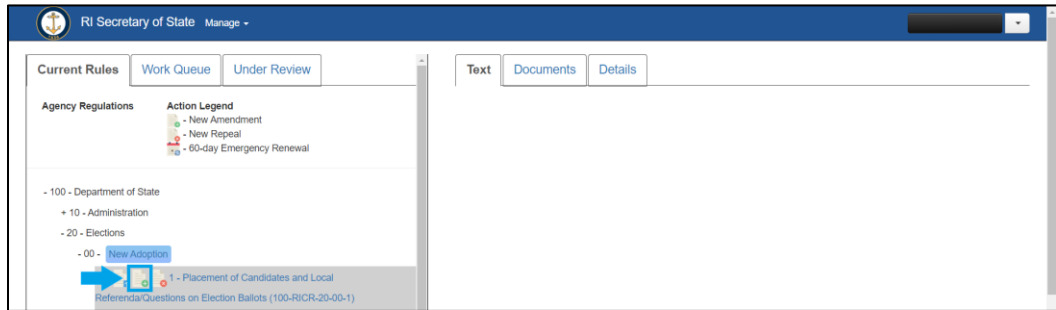 RI Secretary of State Manage
Current Rules Work Queue Under Review
Text Documents Details
Agency Regulations Action Legend
- New Amendment
- New Repeal
- 60-day Emergency Renewal
- 100 - Department of State
+ 10 - Administration
- 20 - Elections
- 00 - New Adoption
1 - Placement of Candidates and Local
Referenda/Questions on Election Ballots (100-RICR-20-00-1)